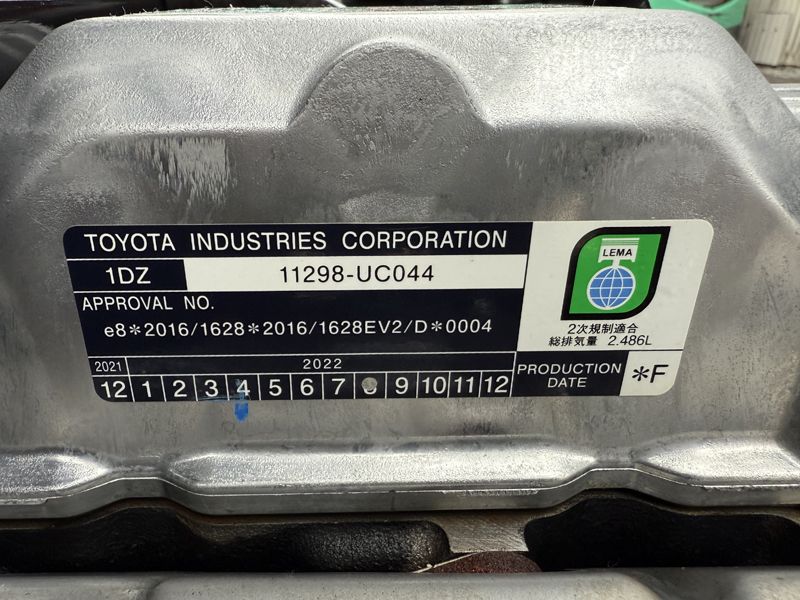 TOYOTA INDUSTRIES CORPORATION
1DZ 11298-UC044
APPROVAL NO.
e8*2016/1628*2016/1628EV2/D*0004
LEMA
2次規制適合
総排気量 2.486L
2021 2022
12 1 2 3 4 5 6 7 8 9 10 11 12
PRODUCTION DATE *F